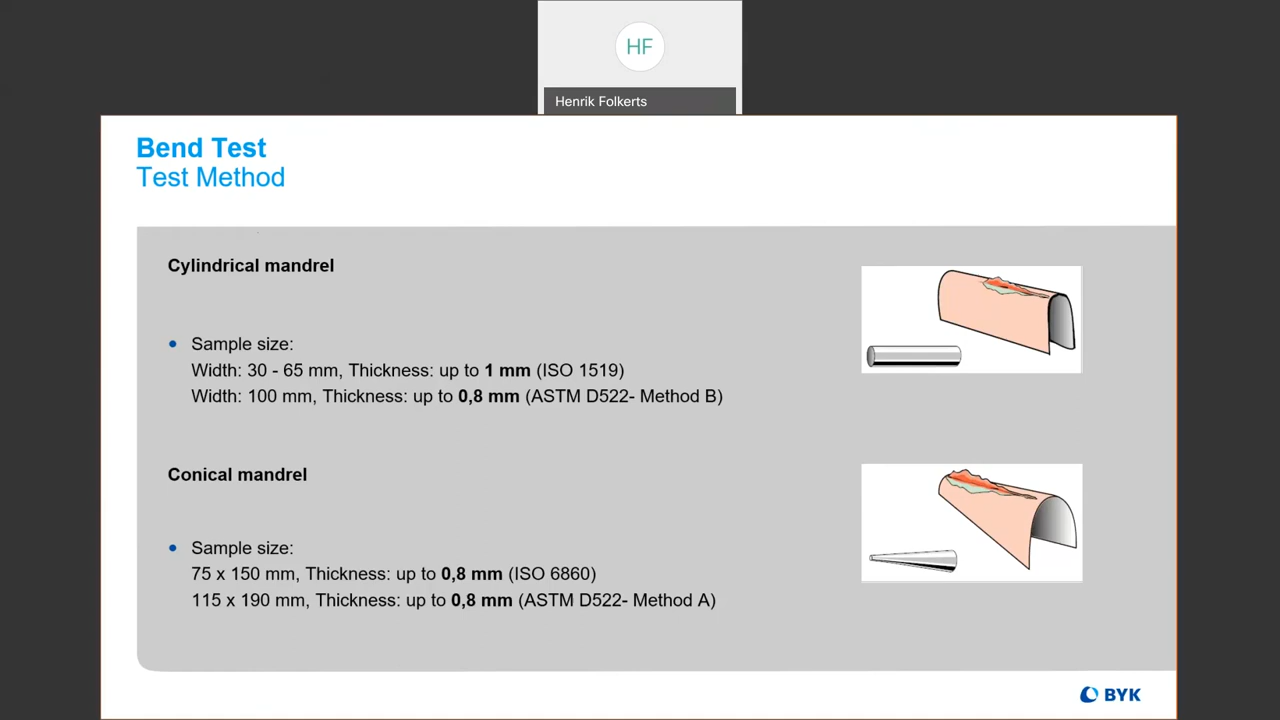 HF
Henrik Folkerts
Bend Test
Test Method
Cylindrical mandrel
• Sample size:
Width: 30 - 65 mm, Thickness: up to 1 mm (ISO 1519)
Width: 100 mm, Thickness: up to 0,8 mm (ASTM D522- Method B)
Conical mandrel
• Sample size:
75 x 150 mm, Thickness: up to 0,8 mm (ISO 6860)
115 x 190 mm, Thickness: up to 0,8 mm (ASTM D522- Method A)
BYK